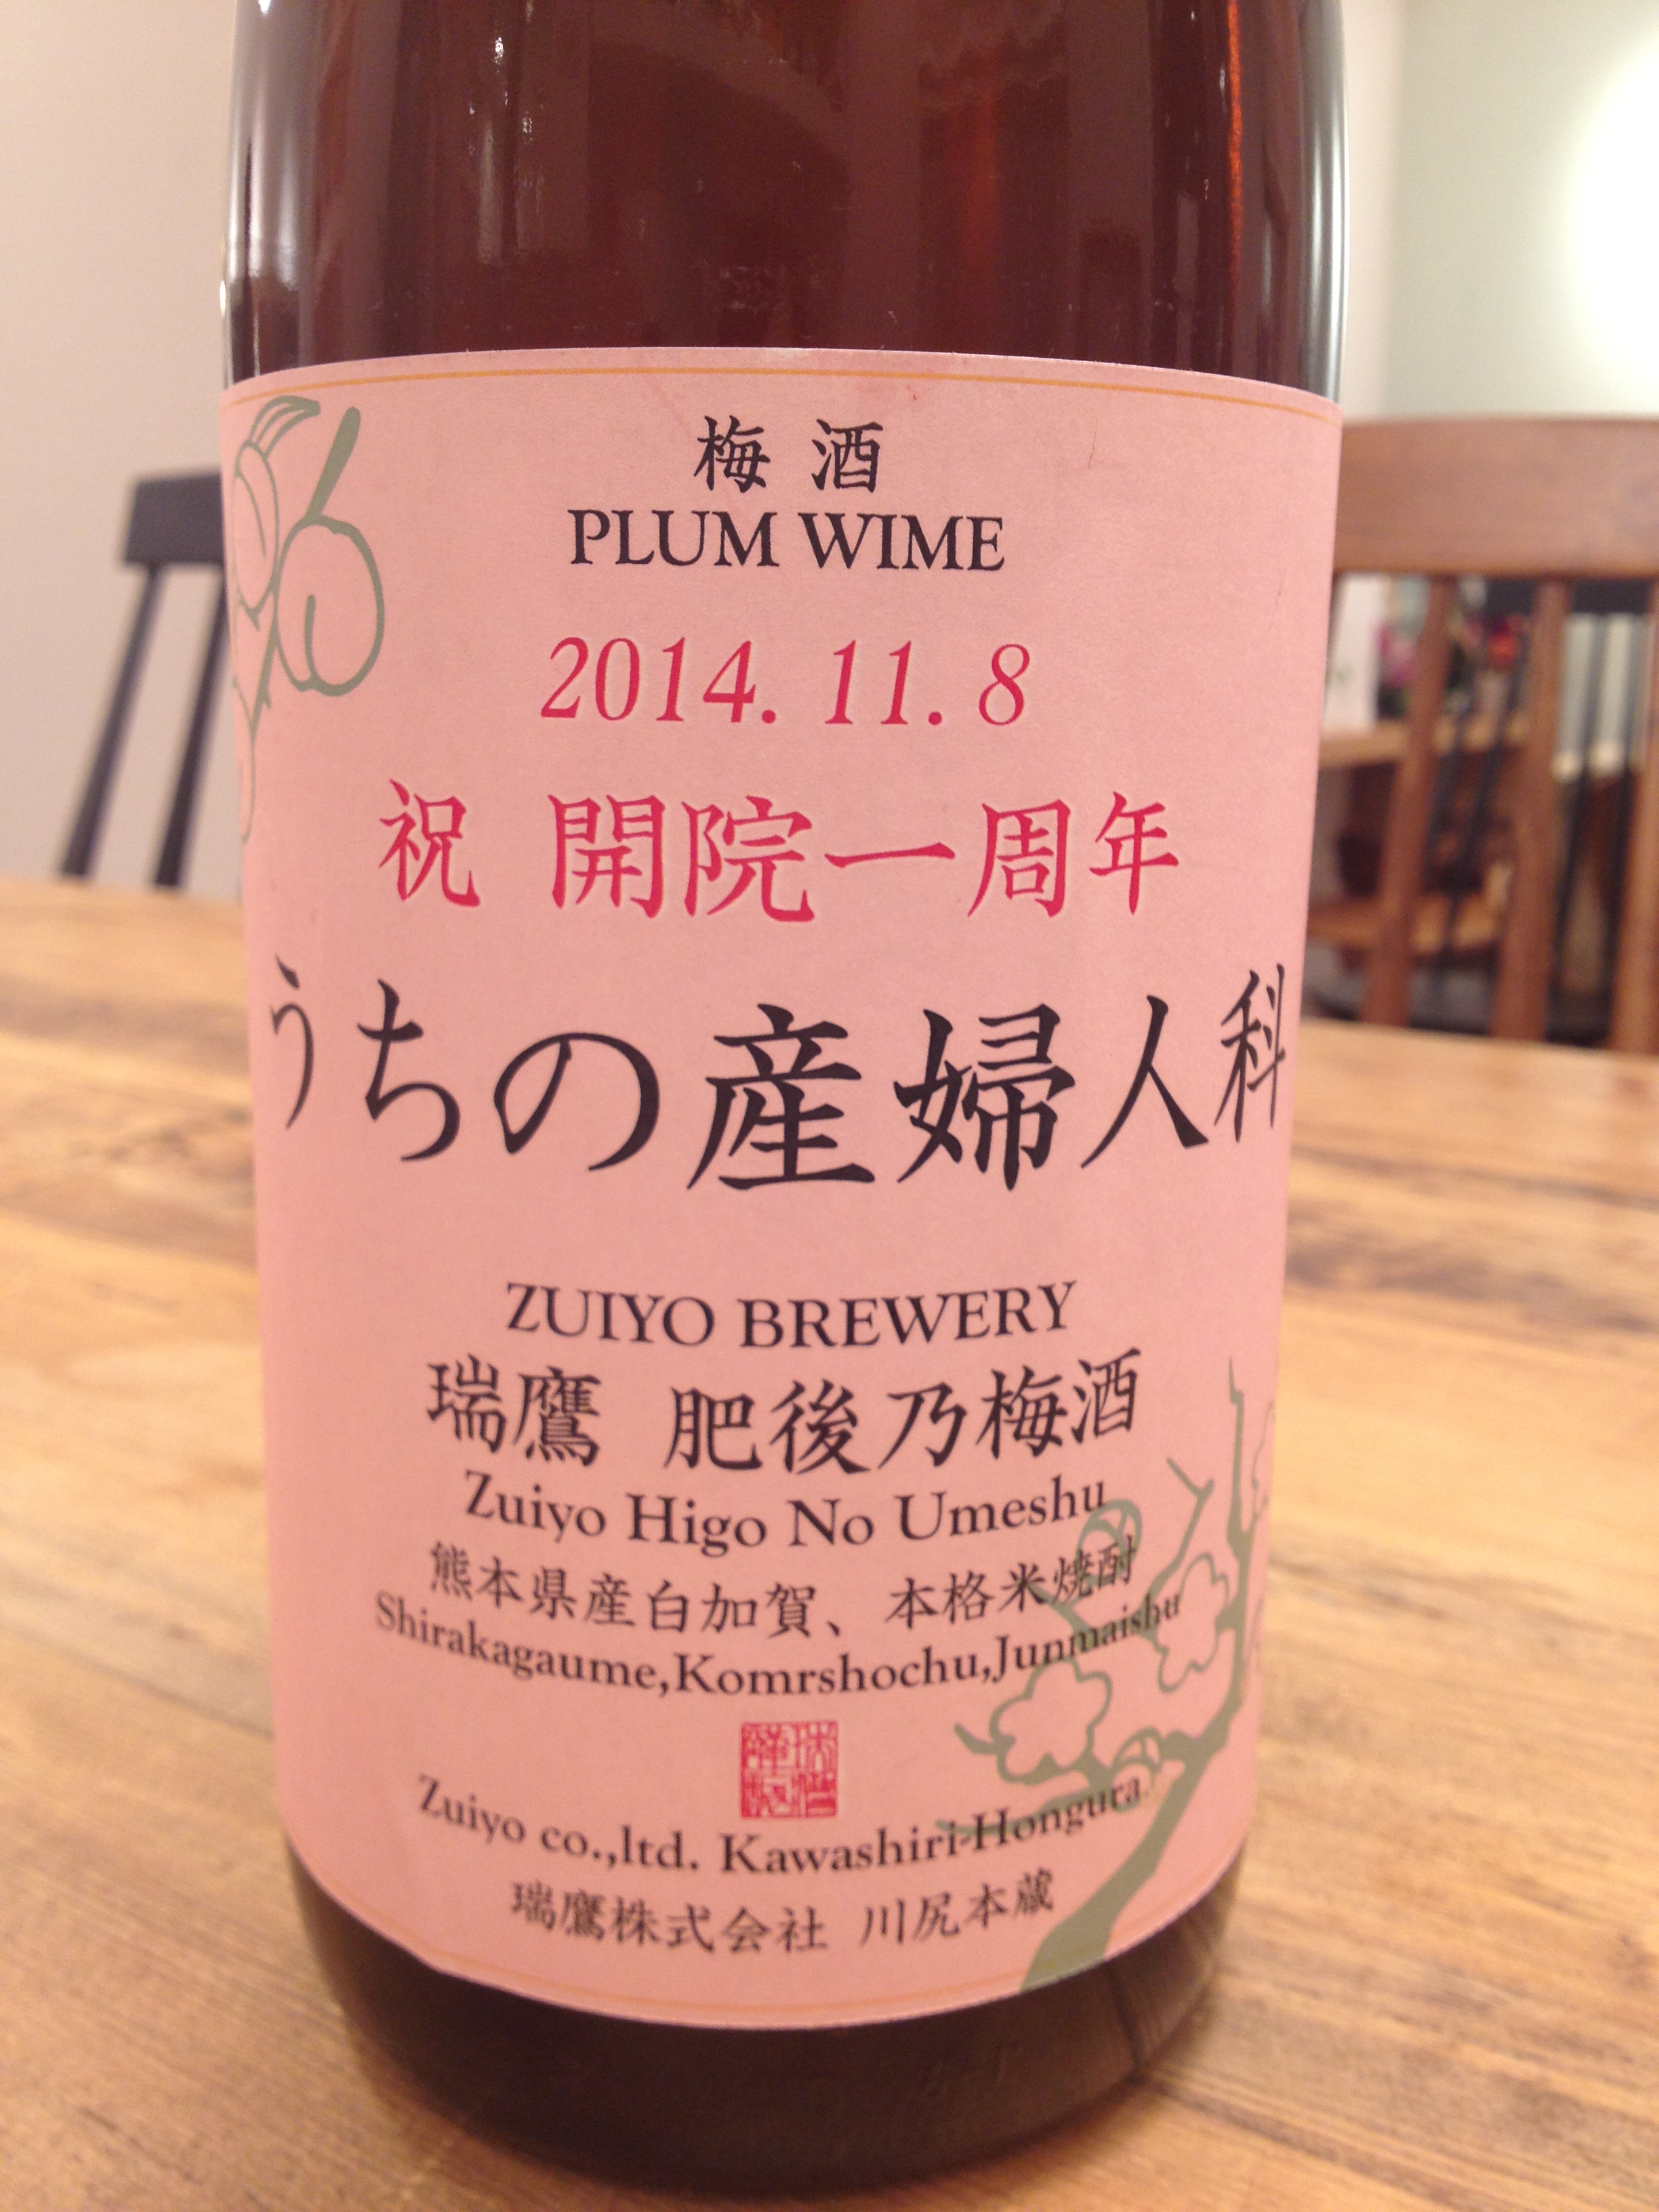 梅 酒
PLUM WIME
2014. 11. 8
祝 開院一周年
うちの産婦人科
ZUIYO BREWERY
瑞鷹 肥後乃梅酒
Zuiyo Higo No Umeshu
熊本県産白加賀、本格米焼酎
Shirakagaume,Komrshochu,Junmaishu
Zuiyo co.,ltd. Kawashiri-Hongura
瑞鷹株式会社 川尻本蔵